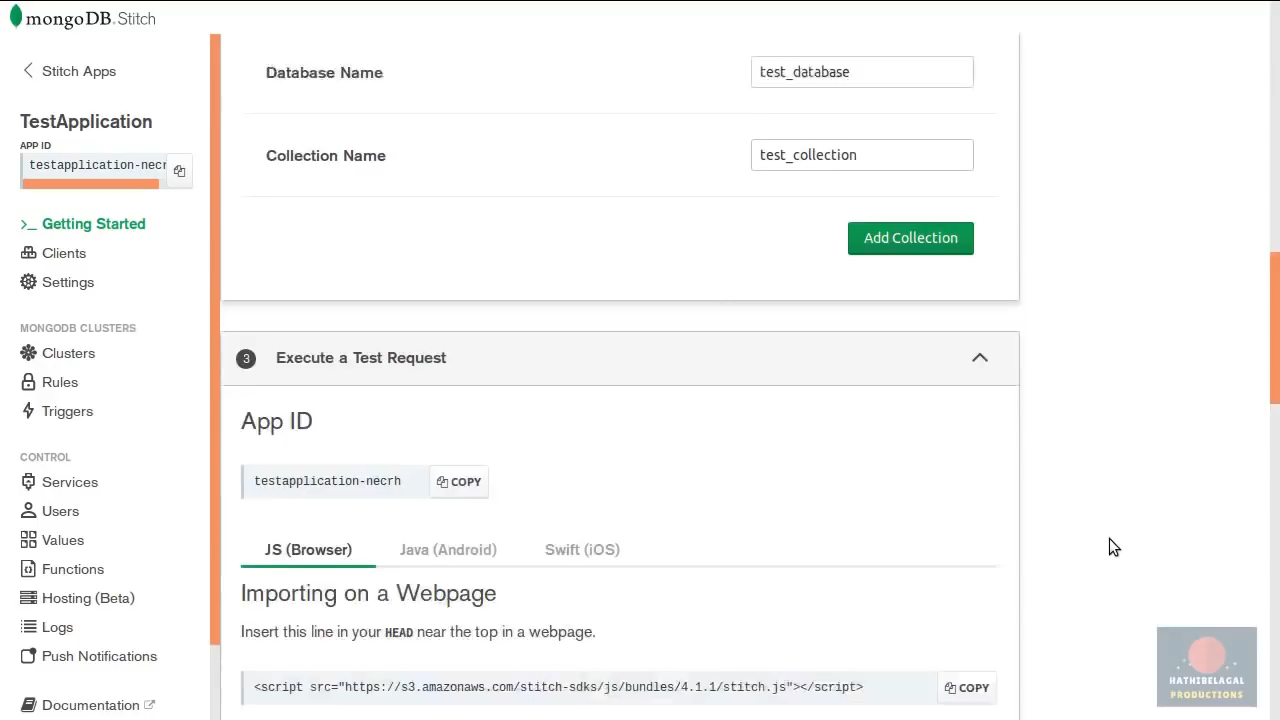 mongoDB.Stitch
Stitch Apps
TestApplication
APP ID
testapplication-necr
>_ Getting Started
Clients
Settings
MONGODB CLUSTERS
Clusters
Rules
Triggers
CONTROL
Services
Users
Values
Functions
Hosting (Beta)
Logs
Push Notifications
Documentation
Database Name
test_database
Collection Name
test_collection
Add Collection
3 Execute a Test Request
App ID
testapplication-necrh COPY
JS (Browser) Java (Android) Swift (iOS)
Importing on a Webpage
Insert this line in your HEAD near the top in a webpage.
<script src="https://s3.amazonaws.com/stitch-sdks/js/bundles/4.1.1/stitch.js"></script> COPY
HATHIBELAGAL
PRODUCTIONS